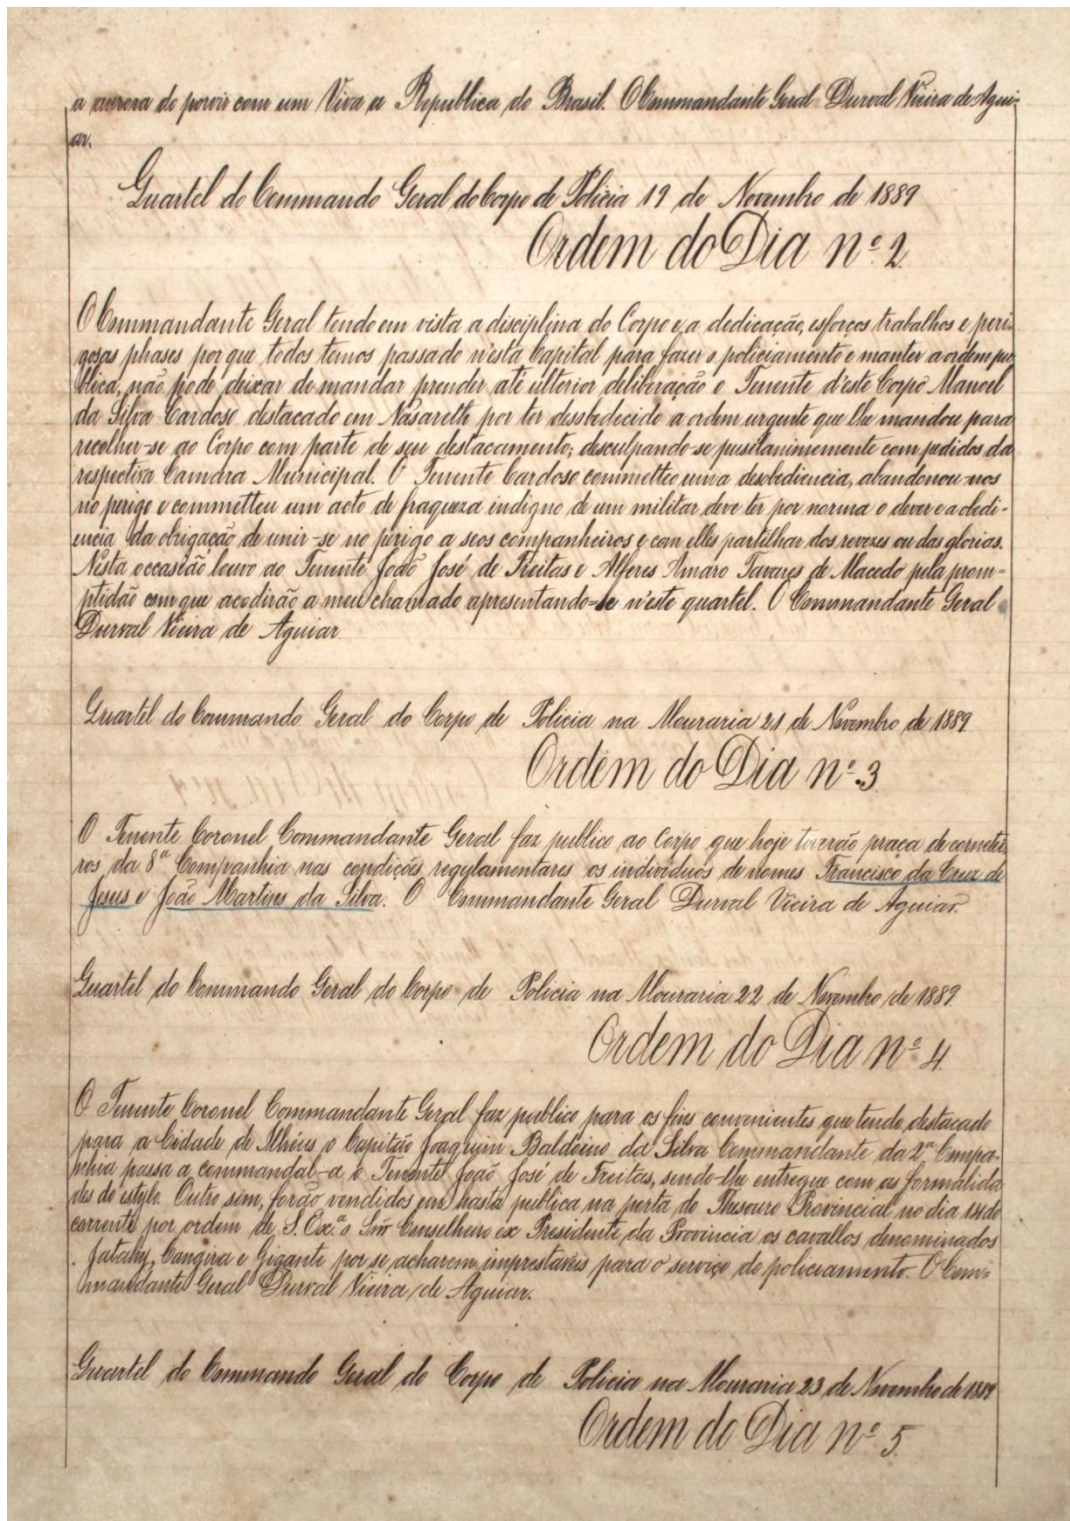 a aurora do porvir com um Viva a Republica do Brasil. O Commandante Geral Durval Vieira de Agui-
ar.
Quartel do Commando Geral do Corpo de Policia 19 de Novembro de 1889
Ordem do Dia nº 2
O Commandante Geral tendo em vista a disciplina do Corpo e a dedicação, esforços trabalhos e peri-
gosas phases por que todos temos passado n'esta Capital para fazer o policiamento e manter a ordem pu-
blica, não pode deixar de mandar prender até ulterior deliberação o Tenente d'este Corpo Manoel
da Silva Cardoso destacado em Nasareth por ter desobedecido a ordem urgente que lhe mandou para
recolher-se ao Corpo com parte de seu destacamento, desculpando-se pusilanimemente com pedidos da
respectiva Camara Municipal. O Tenente Cardoso commetteo uma desobidiencia, abandonou-nos
no perigo e commetteu um acto de fraqueza indigno de um militar deve ter por norma o dever e a obedi-
encia da obrigação de unir-se no perigo a seos companheiros e com elles partilhar dos revezes ou das glorias.
Nesta occasião louvo ao Tenente João José de Freitas e Alferes Amaro Tavares de Macedo pela prom-
ptidão com que acodirão a meu chamado apresentando-se n'este quartel. O Commandante Geral
Durval Vieira de Aguiar
Quartel do Commando Geral do Corpo de Policia na Mouraria 21 de Novembro de 1889
Ordem do Dia nº 3
O Tenente Coronel Commandante Geral faz publico ao Corpo que hoje tiverão praça de cornetei
ros da 8ª Companhia nas condições regulamentares os individuos de nomes Francisco da Cruz de
Jesus e João Martins da Silva. O Commandante Geral Durval Vieira de Aguiar.
Quartel do Commando Geral do Corpo de Policia na Mouraria 22 de Novembro de 1889
Ordem do Dia nº 4.
O Tenente Coronel Commandante Geral faz publico para os fins convenientes que tendo destacado
para a Cidade de Ilhéus o Capitão Joaquim Baldoino da Silva Commandante da 2ª Compa-
nhia passa a commandal-a o Tenente João José de Freitas, sendo-lhe entregue com as formalida
des do estylo. Outro sim, forão vendidos em hasta publica na porta do Thesouro Provincial no dia 14 do
corrente por ordem de S. Exª o Snr Conselheiro ex Presidente da Provincia os cavallos denominados
Jatahy, Cangira e Gigante por se acharem imprestaveis para o serviço do policiamento. O Com-
mandante Geral Durval Vieira de Aguiar.
Quartel do Commando Geral do Corpo de Policia na Mouraria 23 de Novembro de 1889
Ordem do Dia nº 5